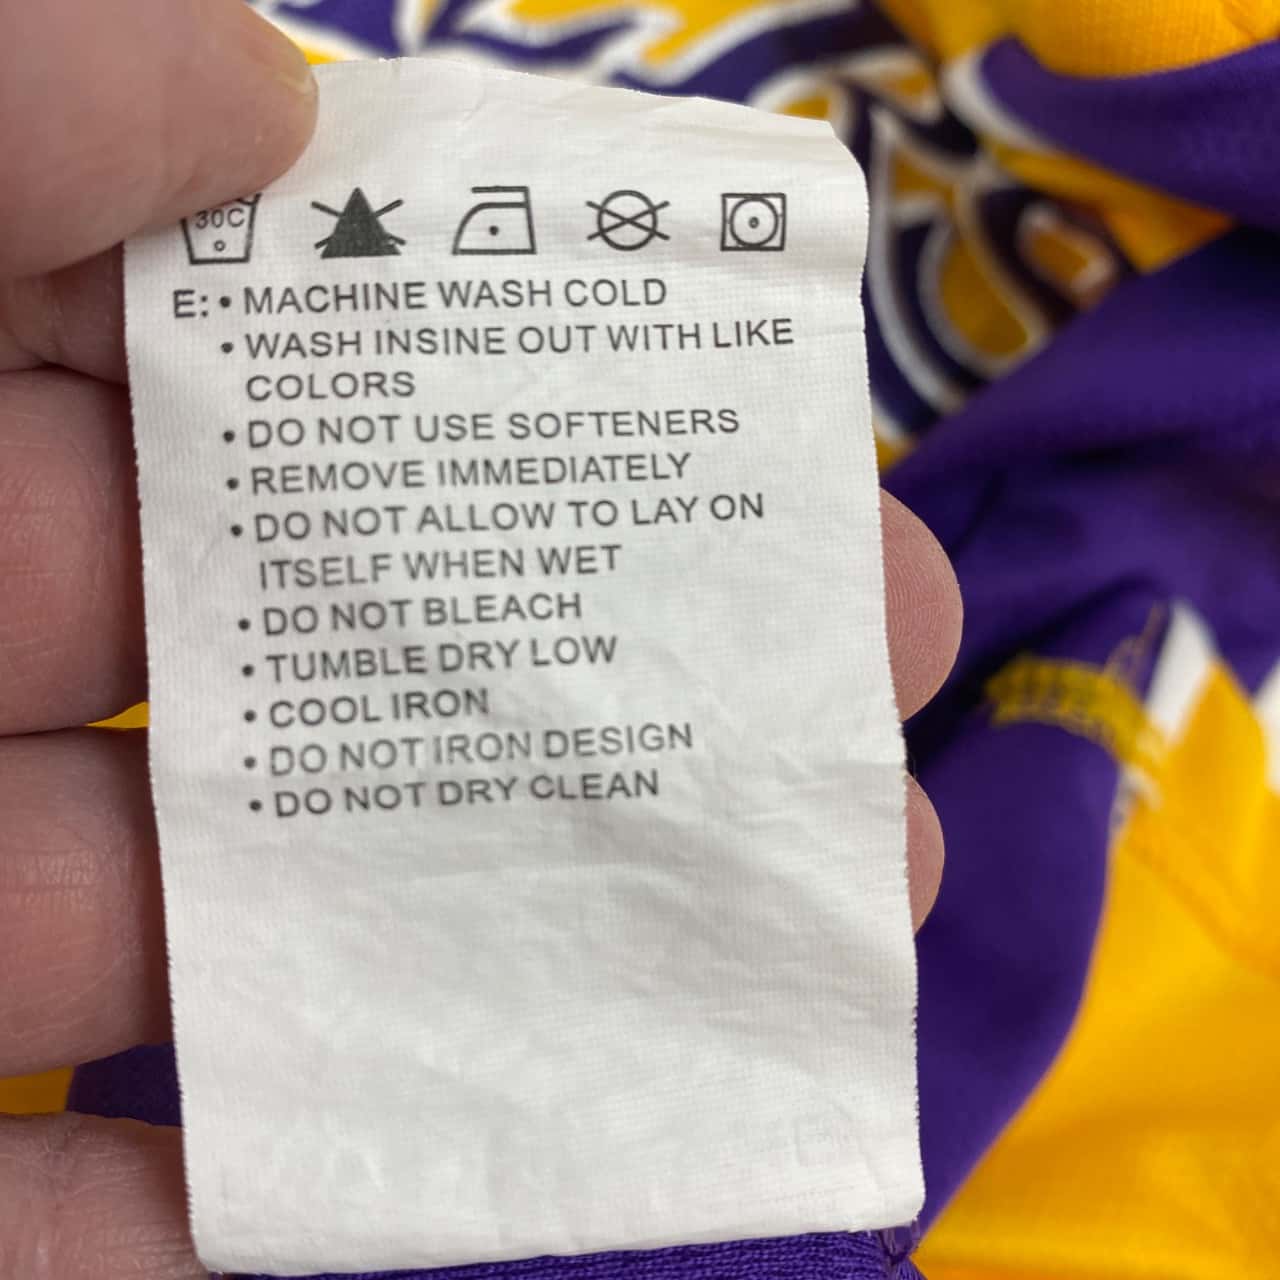 30C
E: • MACHINE WASH COLD
• WASH INSINE OUT WITH LIKE
COLORS
• DO NOT USE SOFTENERS
• REMOVE IMMEDIATELY
• DO NOT ALLOW TO LAY ON
ITSELF WHEN WET
• DO NOT BLEACH
• TUMBLE DRY LOW
• COOL IRON
• DO NOT IRON DESIGN
• DO NOT DRY CLEAN